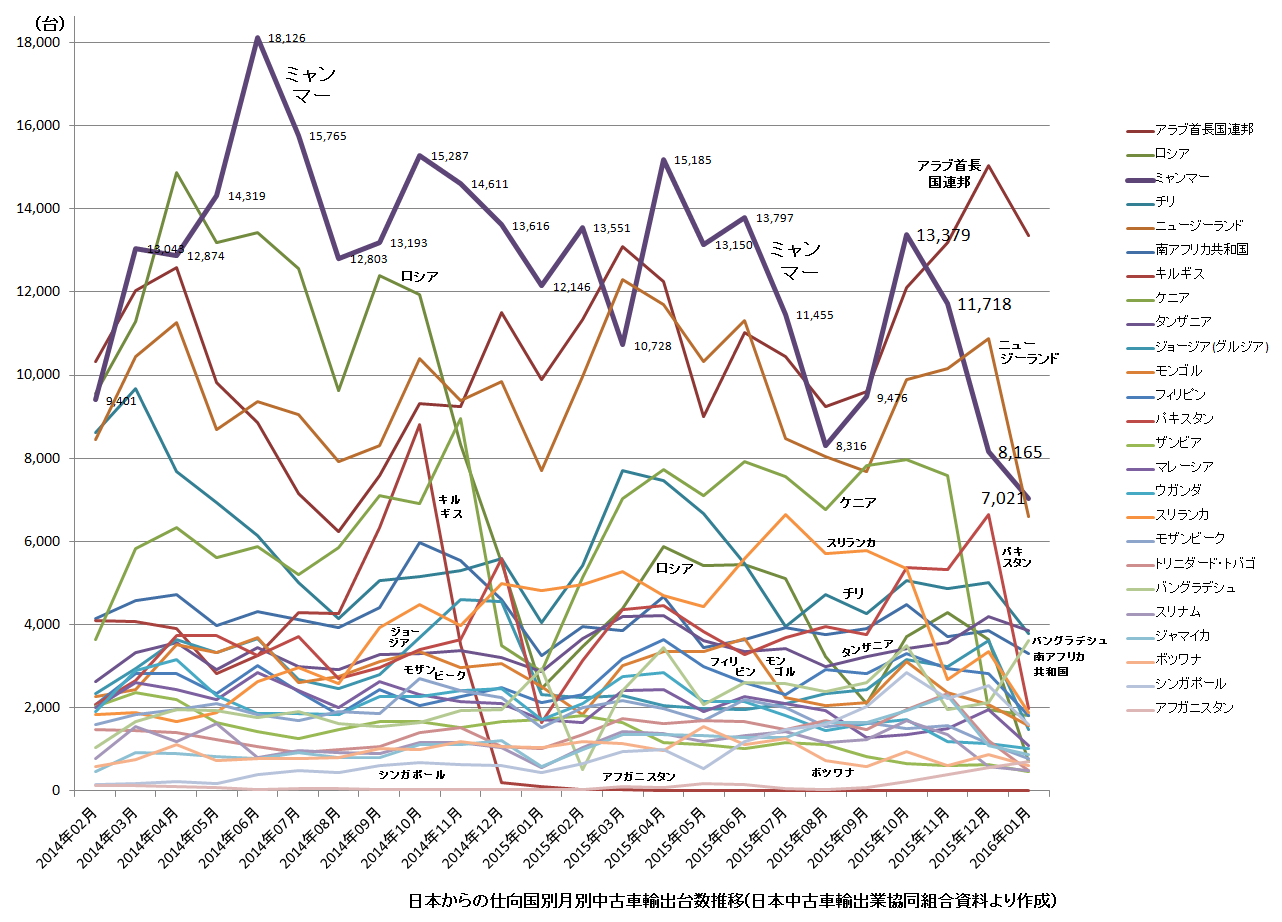 (台)
18,000
16,000
14,000
12,000
10,000
8,000
6,000
4,000
2,000
0
9,401
13,043
12,874
14,319
18,126
15,765
12,803
13,193
15,287
14,611
13,616
12,146
13,551
10,728
15,185
13,150
13,797
11,455
8,316
9,476
13,379
11,718
8,165
7,021
ミャン
マー
ロシア
キル
ギス
ジョー
ジア
モザン
ビーク
シンガポール
ミャン
マー
アラブ首長
国連邦
ニュー
ジーランド
ケニア
スリランカ
ロシア
チリ
タンザニア
フィリ
ピン
モン
ゴル
アフガニスタン
ボツワナ
パキ
スタン
バングラデシュ
南アフリカ
共和国
アラブ首長国連邦
ロシア
ミャンマー
チリ
ニュージーランド
南アフリカ共和国
キルギス
ケニア
タンザニア
ジョージア(グルジア)
モンゴル
フィリピン
パキスタン
ザンビア
マレーシア
ウガンダ
スリランカ
モザンビーク
トリニダード・トバゴ
バングラデシュ
スリナム
ジャマイカ
ボツワナ
シンガポール
アフガニスタン
2014年02月
2014年03月
2014年04月
2014年05月
2014年06月
2014年07月
2014年08月
2014年09月
2014年10月
2014年11月
2014年12月
2015年01月
2015年02月
2015年03月
2015年04月
2015年05月
2015年06月
2015年07月
2015年08月
2015年09月
2015年10月
2015年11月
2015年12月
2016年01月
日本からの仕向国別月別中古車輸出台数推移(日本中古車輸出業協同組合資料より作成)